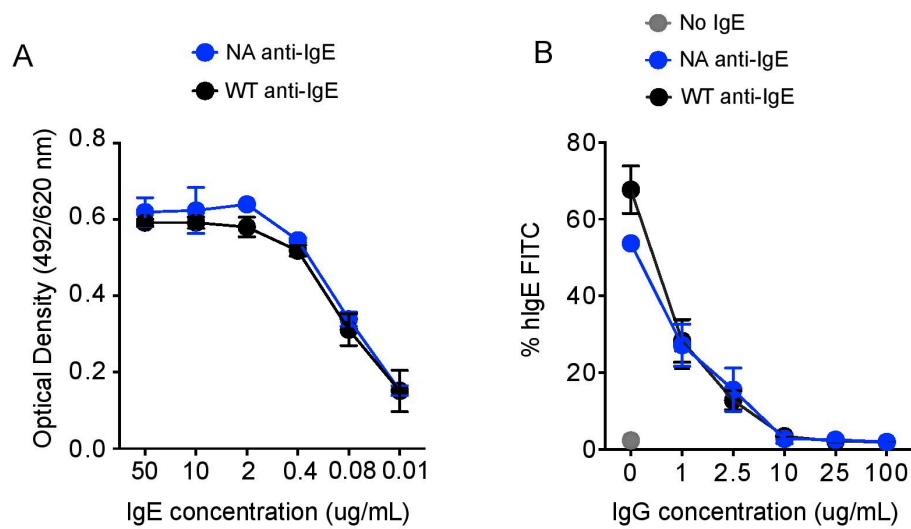 A
NA anti-IgE
WT anti-IgE
Optical Density (492/620 nm)
0.8
0.6
0.4
0.2
0.0
50 10 2 0.4 0.08 0.01
IgE concentration (ug/mL)
B
No IgE
NA anti-IgE
WT anti-IgE
% hIgE FITC
80
60
40
20
0
0 1 2.5 10 25 100
IgG concentration (ug/mL)